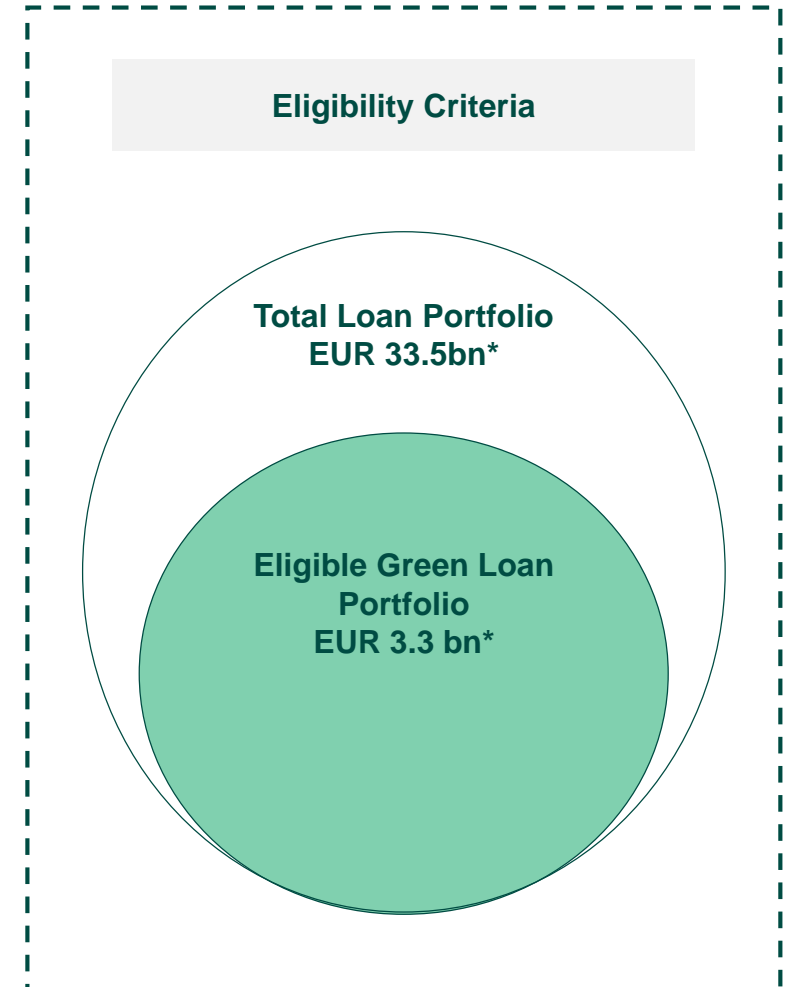 Eligibility Criteria
Total Loan Portfolio
EUR 33.5bn*
Eligible Green Loan
Portfolio
EUR 3.3 bn*